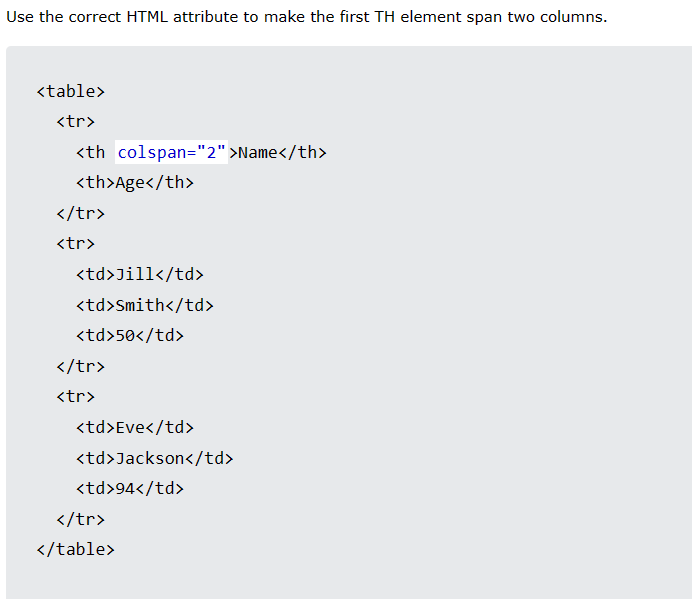 Use the correct HTML attribute to make the first TH element span two columns.
<table>
<tr>
<th colspan="2">Name</th>
<th>Age</th>
</tr>
<tr>
<td>Jill</td>
<td>Smith</td>
<td>50</td>
</tr>
<tr>
<td>Eve</td>
<td>Jackson</td>
<td>94</td>
</tr>
</table>